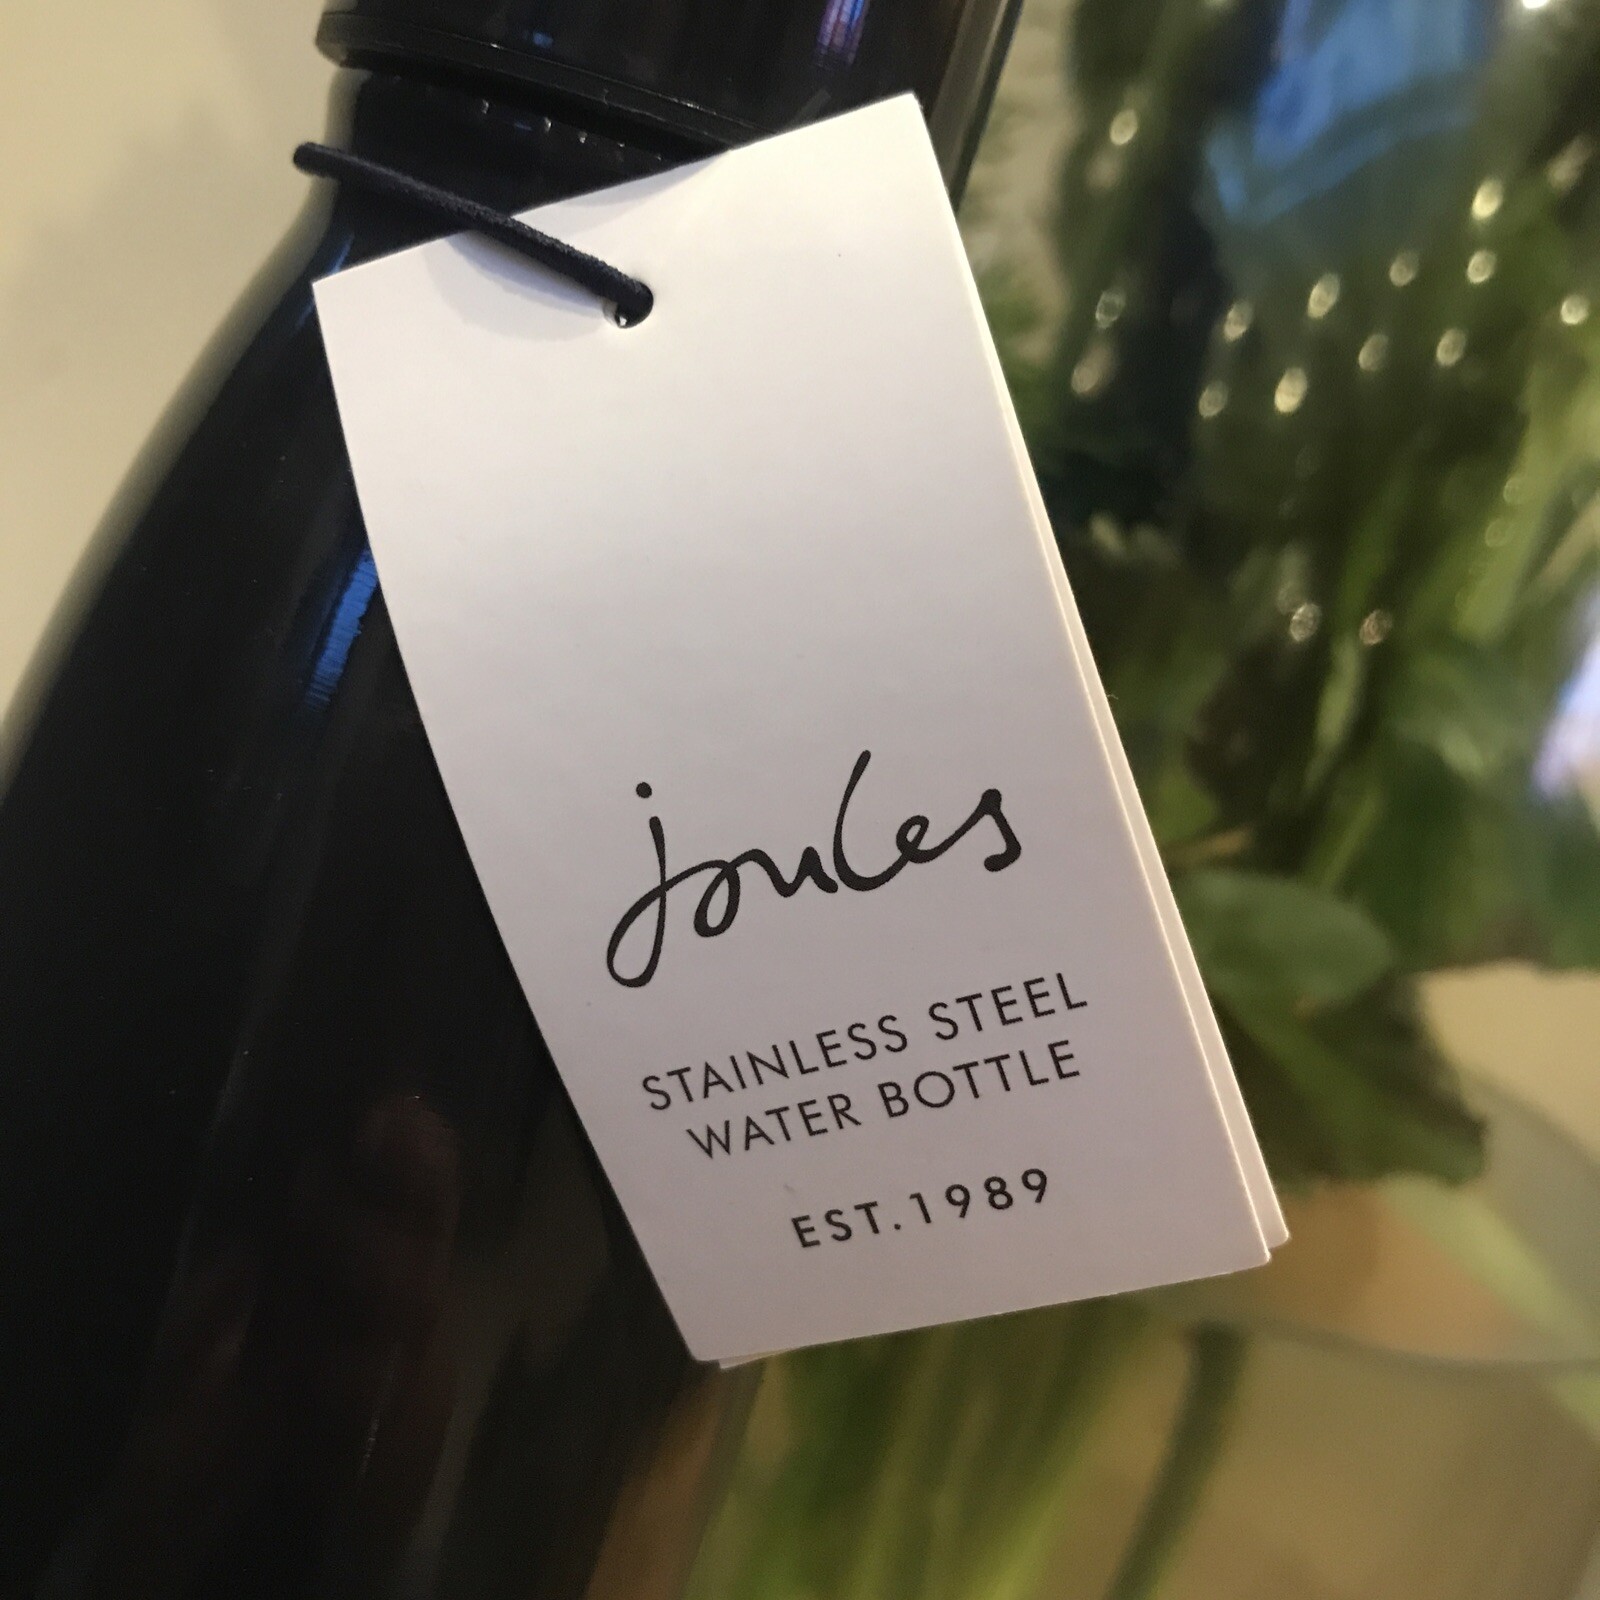 joules
STAINLESS STEEL
WATER BOTTLE
EST.1989